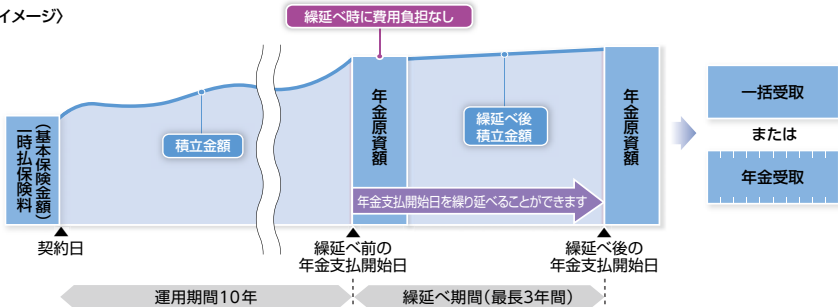 イメージ〉
繰延べ時に費用負担なし
一時払保険料
(基本保険金額)
積立金額
年金原資額
繰延べ後
積立金額
年金原資額
年金支払開始日を繰り延べることができます
一括受取
または
年金受取
契約日
繰延べ前の
年金支払開始日
繰延べ後の
年金支払開始日
運用期間10年
繰延べ期間(最長3年間)